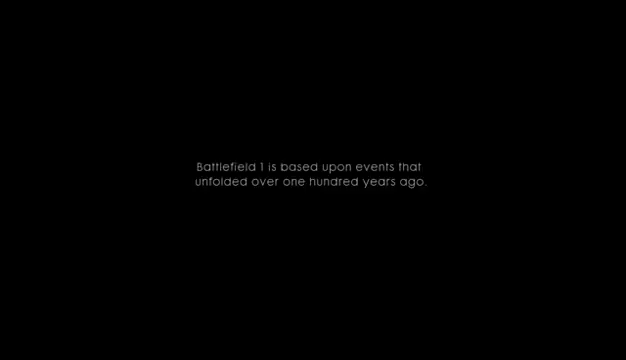 Battlefield 1 is based upon events that
unfolded over one hundred years ago.